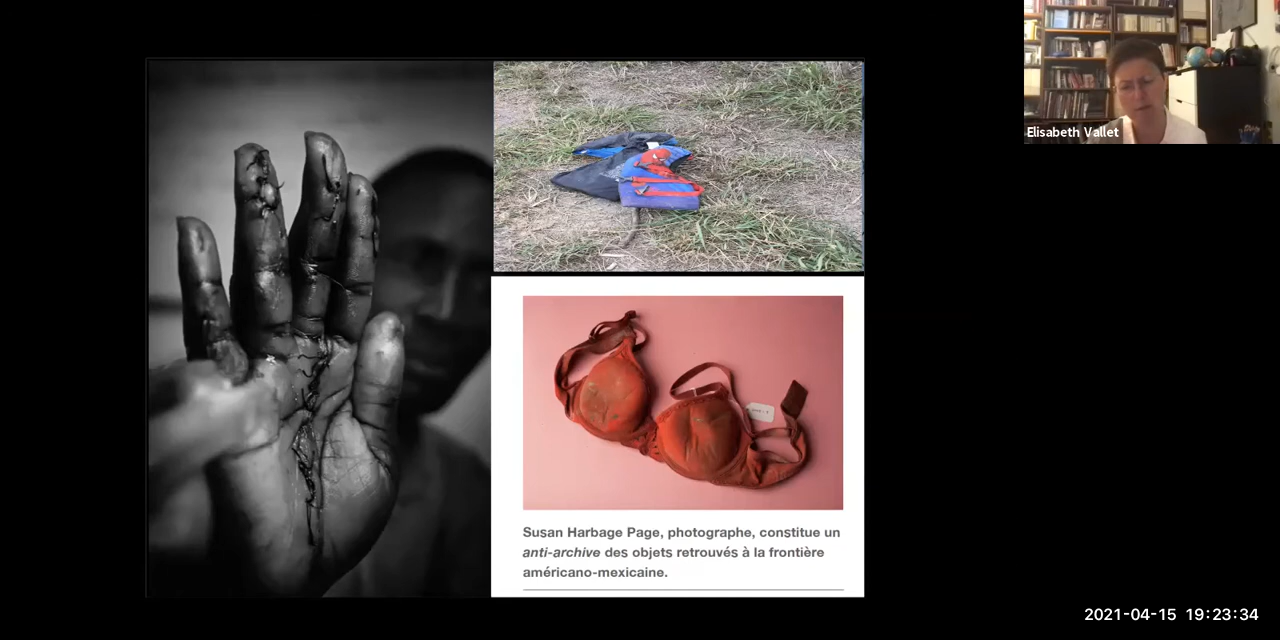 Elisabeth Vallet
Susan Harbage Page, photographe, constitue un
anti-archive des objets retrouvés à la frontière
américano-mexicaine.
2021-04-15 19:23:34